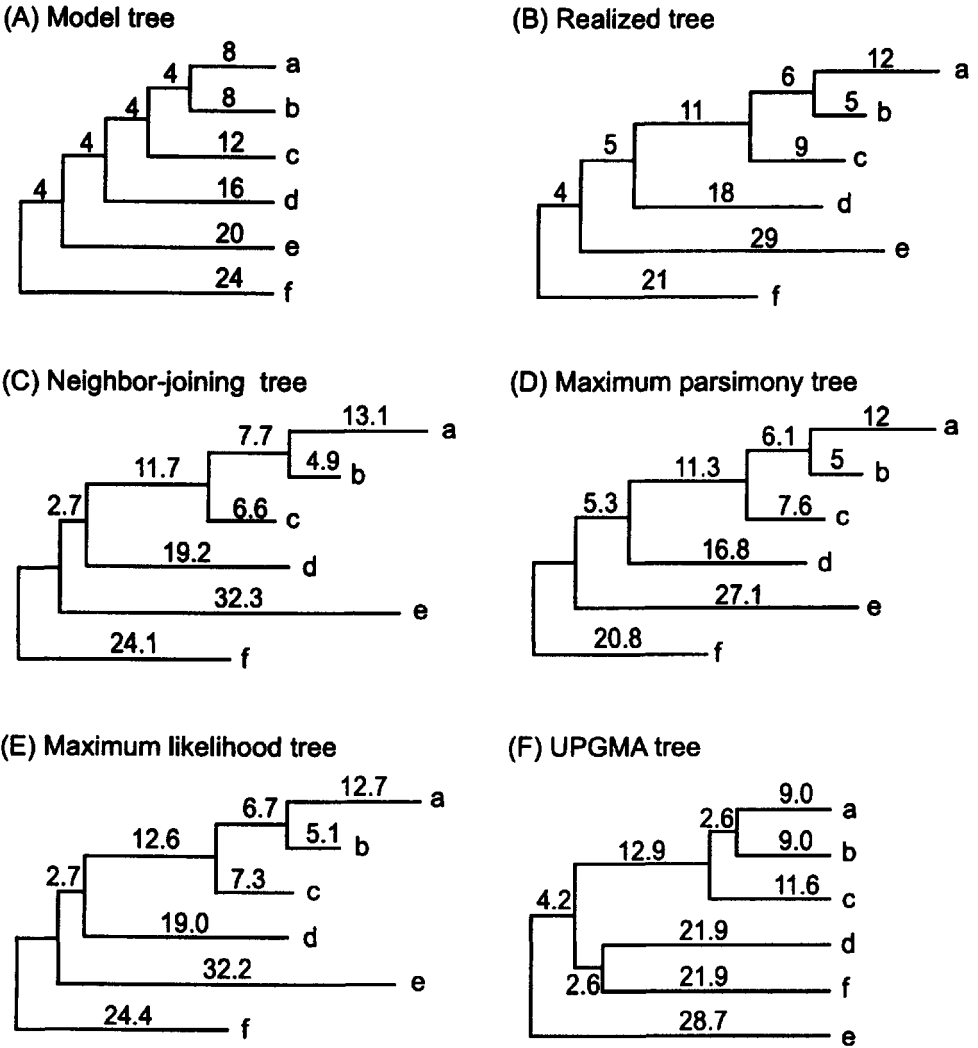 (A) Model tree
8
a
4
8
b
4
12
c
4
16
d
4
20
e
24
f
(B) Realized tree
12
a
6
5
b
11
9
c
5
18
d
4
29
e
21
f
(C) Neighbor-joining tree
13.1
a
7.7
4.9
b
11.7
6.6
c
2.7
19.2
d
32.3
e
24.1
f
(D) Maximum parsimony tree
12
a
6.1
5
b
11.3
7.6
c
5.3
16.8
d
27.1
e
20.8
f
(E) Maximum likelihood tree
12.7
a
6.7
5.1
b
12.6
7.3
c
2.7
19.0
d
32.2
e
24.4
f
(F) UPGMA tree
9.0
a
2.6
9.0
b
12.9
11.6
c
4.2
21.9
d
2.6
21.9
f
28.7
e